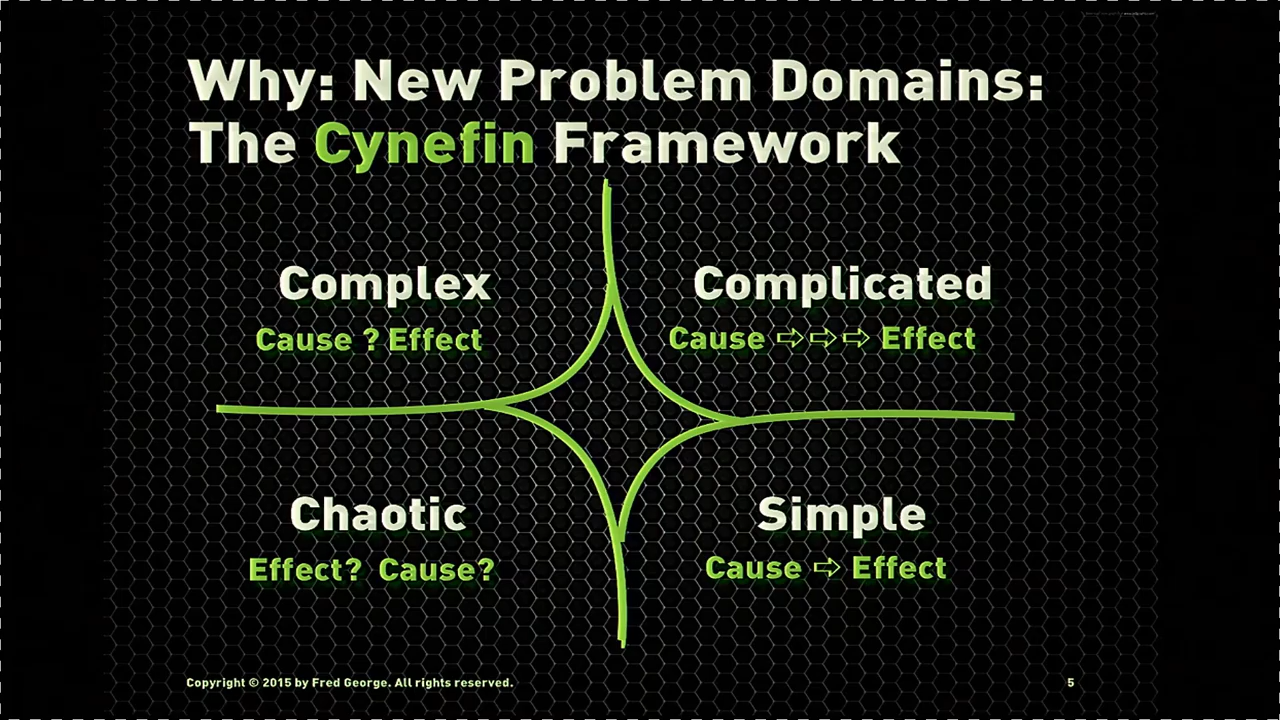 Why: New Problem Domains:
The Cynefin Framework
Complex
Cause ? Effect
Complicated
Cause ⇨⇨⇨ Effect
Chaotic
Effect? Cause?
Simple
Cause ⇨ Effect
Copyright © 2015 by Fred George. All rights reserved.
5